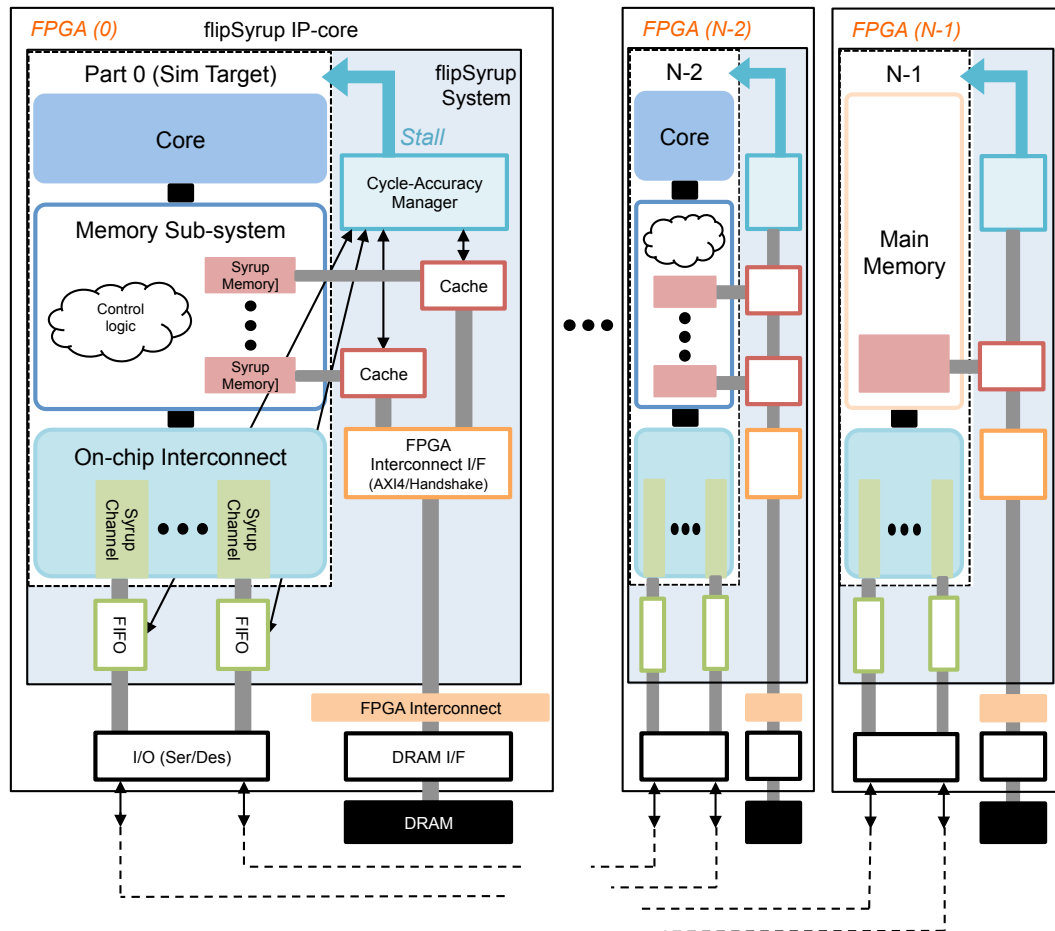 FPGA (0)
flipSyrup IP-core
Part 0 (Sim Target)
flipSyrup
System
Core
Stall
Cycle-Accuracy
Manager
Memory Sub-system
Syrup
Memory]
Cache
Control
logic
Syrup
Memory]
Cache
On-chip Interconnect
FPGA
Interconnect I/F
(AXI4/Handshake)
Syrup
Channel
Syrup
Channel
FIFO
FIFO
FPGA Interconnect
I/O (Ser/Des)
DRAM I/F
DRAM
FPGA (N-2)
N-2
Core
FPGA (N-1)
N-1
Main
Memory